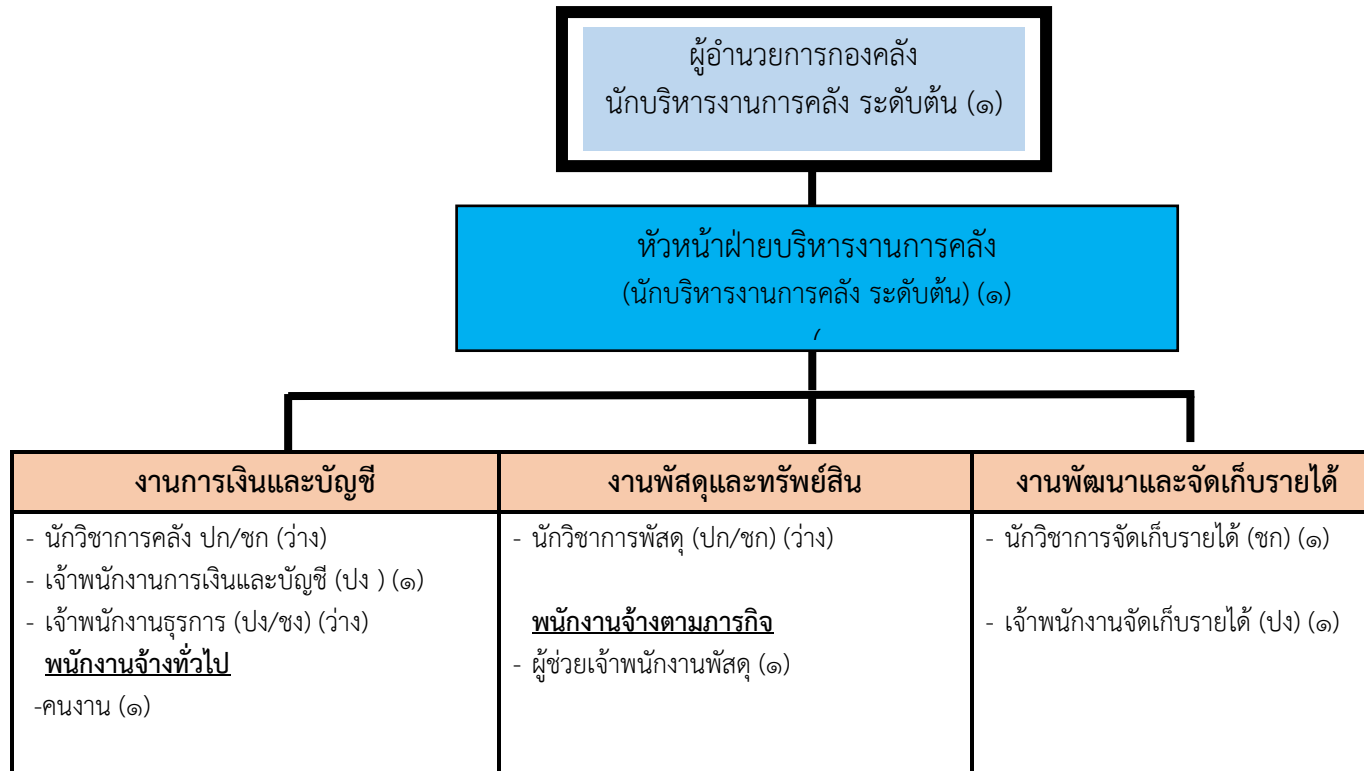 ผู้อำนวยการกองคลัง
นักบริหารงานการคลัง ระดับต้น (๑)
หัวหน้าฝ่ายบริหารงานการคลัง
(นักบริหารงานการคลัง ระดับต้น) (๑)
งานการเงินและบัญชี
- นักวิชาการคลัง ปก/ชก (ว่าง)
- เจ้าพนักงานการเงินและบัญชี (ปง ) (๑)
- เจ้าพนักงานธุรการ (ปง/ชง) (ว่าง)
พนักงานจ้างทั่วไป
-คนงาน (๑)
งานพัสดุและทรัพย์สิน
- นักวิชาการพัสดุ (ปก/ชก) (ว่าง)
พนักงานจ้างตามภารกิจ
- ผู้ช่วยเจ้าพนักงานพัสดุ (๑)
งานพัฒนาและจัดเก็บรายได้
- นักวิชาการจัดเก็บรายได้ (ชก) (๑)
- เจ้าพนักงานจัดเก็บรายได้ (ปง) (๑)